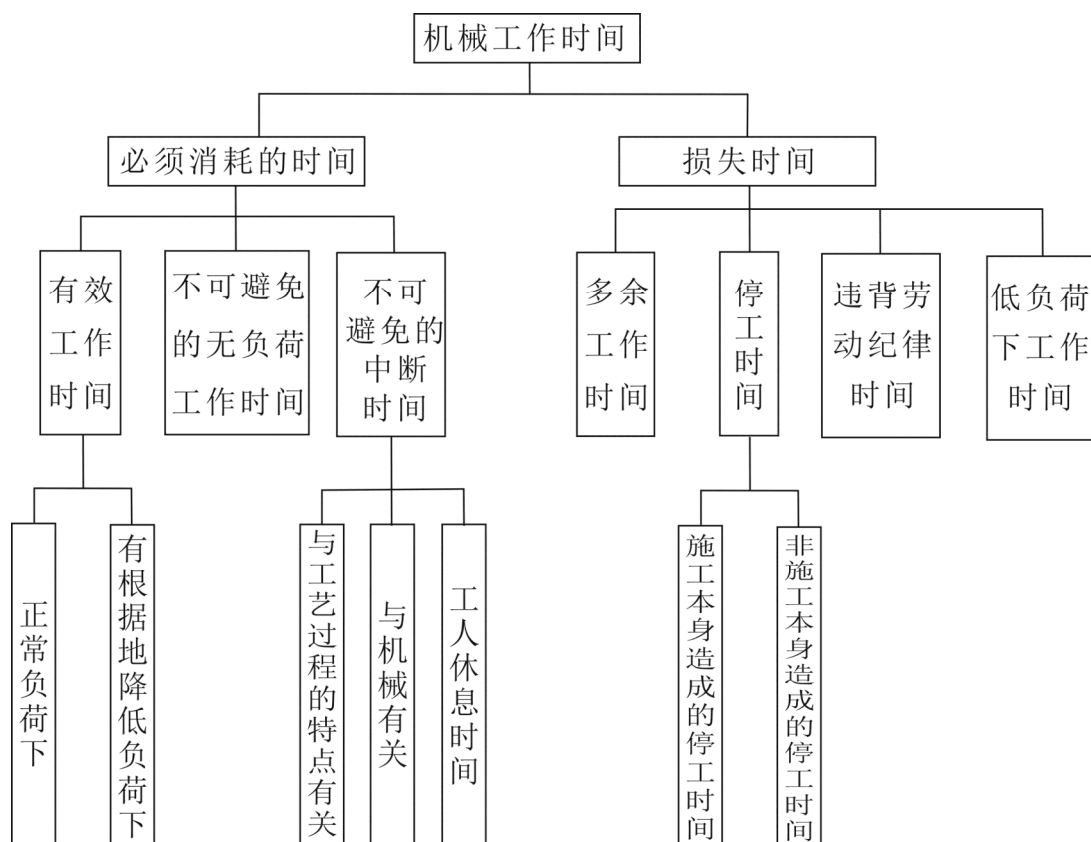 机械工作时间
必须消耗的时间
损失时间
有效
工作
时间
不可避免
的无负荷
工作时间
不可
避免的
中断
时间
多余
工作
时间
停工时间
违背劳
动纪律
时间
低负荷
下工作
时间
正常负荷下
有根据地降低负荷下
与工艺过程的特点有关
与机械有关
工人休息时间
施工本身造成的停工时间
非施工本身造成的停工时间